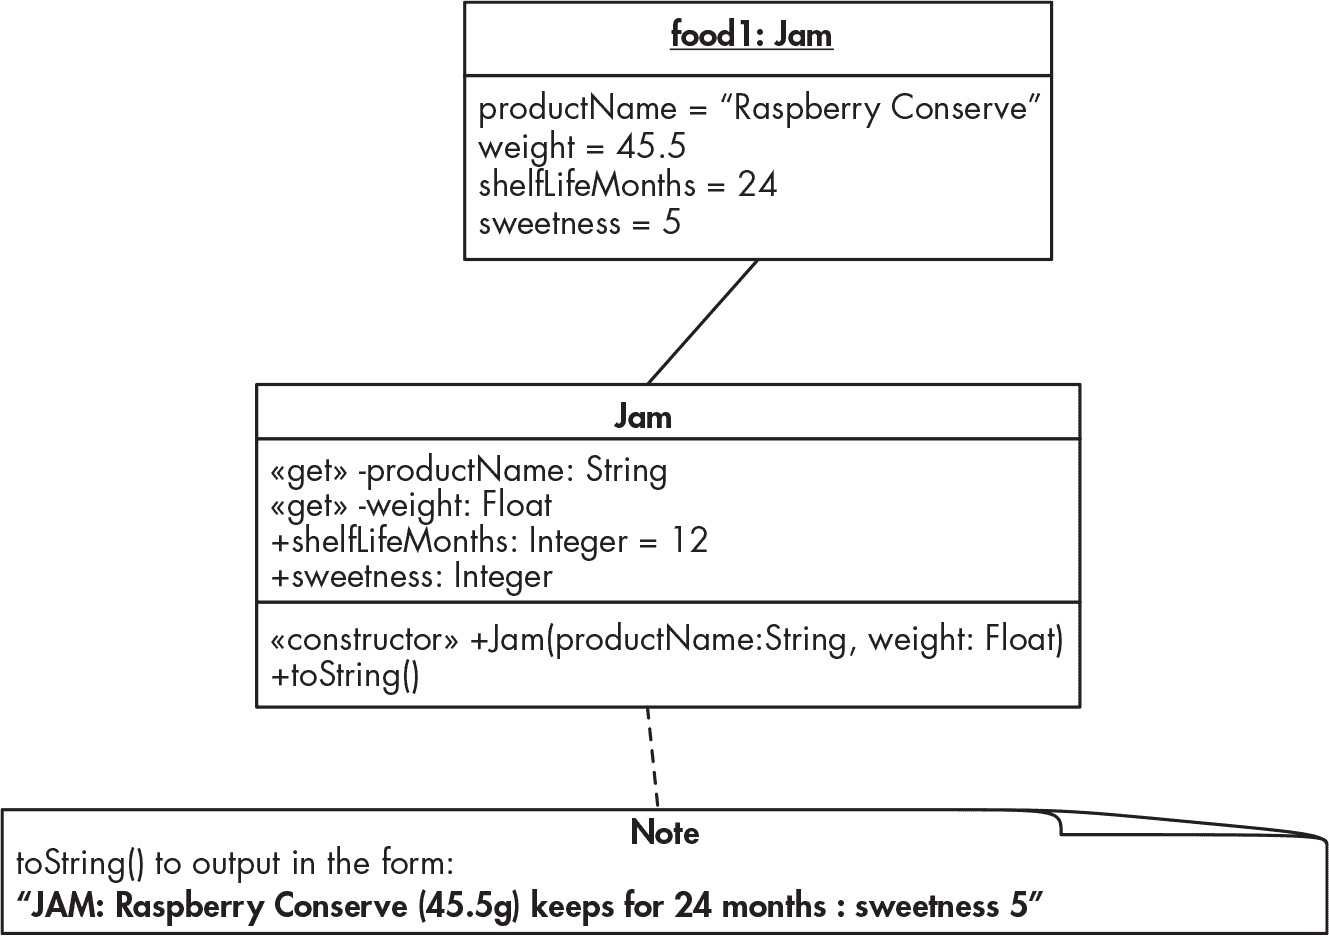 food1: Jam
productName = “Raspberry Conserve”
weight = 45.5
shelfLifeMonths = 24
sweetness = 5
Jam
«get» -productName: String
«get» -weight: Float
+shelfLifeMonths: Integer = 12
+sweetness: Integer
«constructor» +Jam(productName:String, weight: Float)
+toString()
Note
toString() to output in the form:
“JAM: Raspberry Conserve (45.5g) keeps for 24 months : sweetness 5”